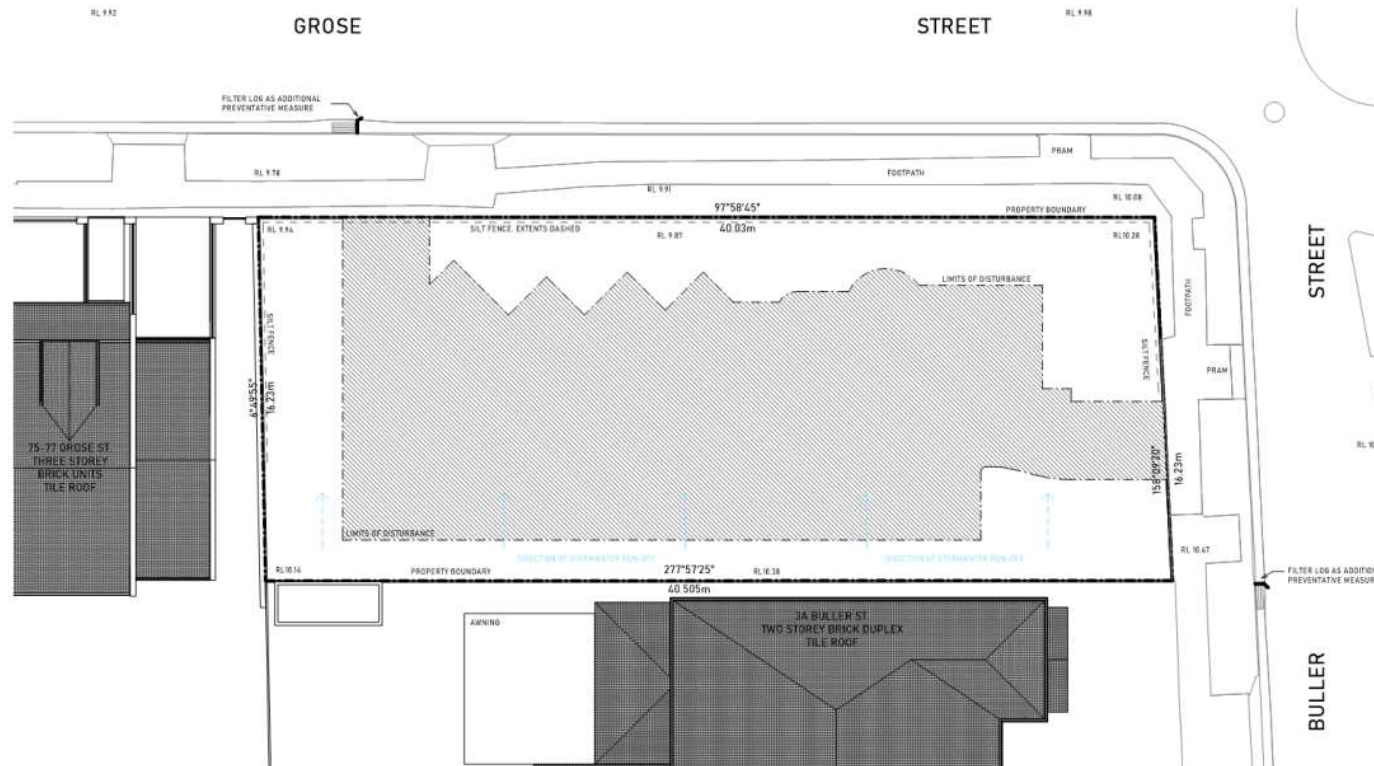 RL 9.92
GROSE
STREET
RL 9.98
FILTER LOG AS ADDITIONAL
PREVENTATIVE MEASURE
PRAM
RL 9.78
FOOTPATH
RL 9.91
RL 10.08
97°58'45"
PROPERTY BOUNDARY
RL 9.94
SILT FENCE. EXTENTS DASHED
40.03m
RL 9.87
RL10.28
STREET
LIMITS OF DISTURBANCE
FOOTPATH
SILT FENCE
SILT FENCE
PRAM
6°49'55"
16.23m
75-77 GROSE ST
THREE STOREY
BRICK UNITS
TILE ROOF
RL 10
158°09'20"
16.23m
LIMITS OF DISTURBANCE
DIRECTION OF STORMWATER RUN-OFF
DIRECTION OF STORMWATER RUN-OFF
RL 10.47
RL10.14
PROPERTY BOUNDARY
277°57'25"
RL10.38
40.505m
FILTER LOG AS ADDITION
PREVENTATIVE MEASUR
AWNING
3A BULLER ST
TWO STOREY BRICK DUPLEX
TILE ROOF
BULLER